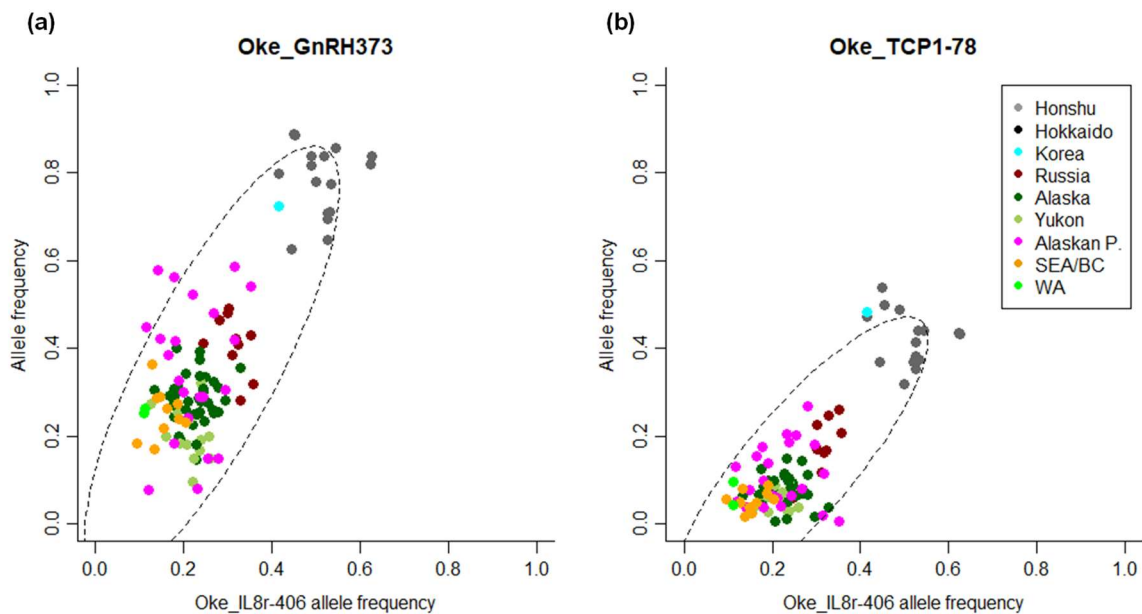 (a)
Oke_GnRH373
Allele frequency
1.0
0.8
0.6
0.4
0.2
0.0
0.0 0.2 0.4 0.6 0.8 1.0
Oke_IL8r-406 allele frequency
(b)
Oke_TCP1-78
Allele frequency
1.0
0.8
0.6
0.4
0.2
0.0
0.0 0.2 0.4 0.6 0.8 1.0
Oke_IL8r-406 allele frequency
Honshu
Hokkaido
Korea
Russia
Alaska
Yukon
Alaskan P.
SEA/BC
WA